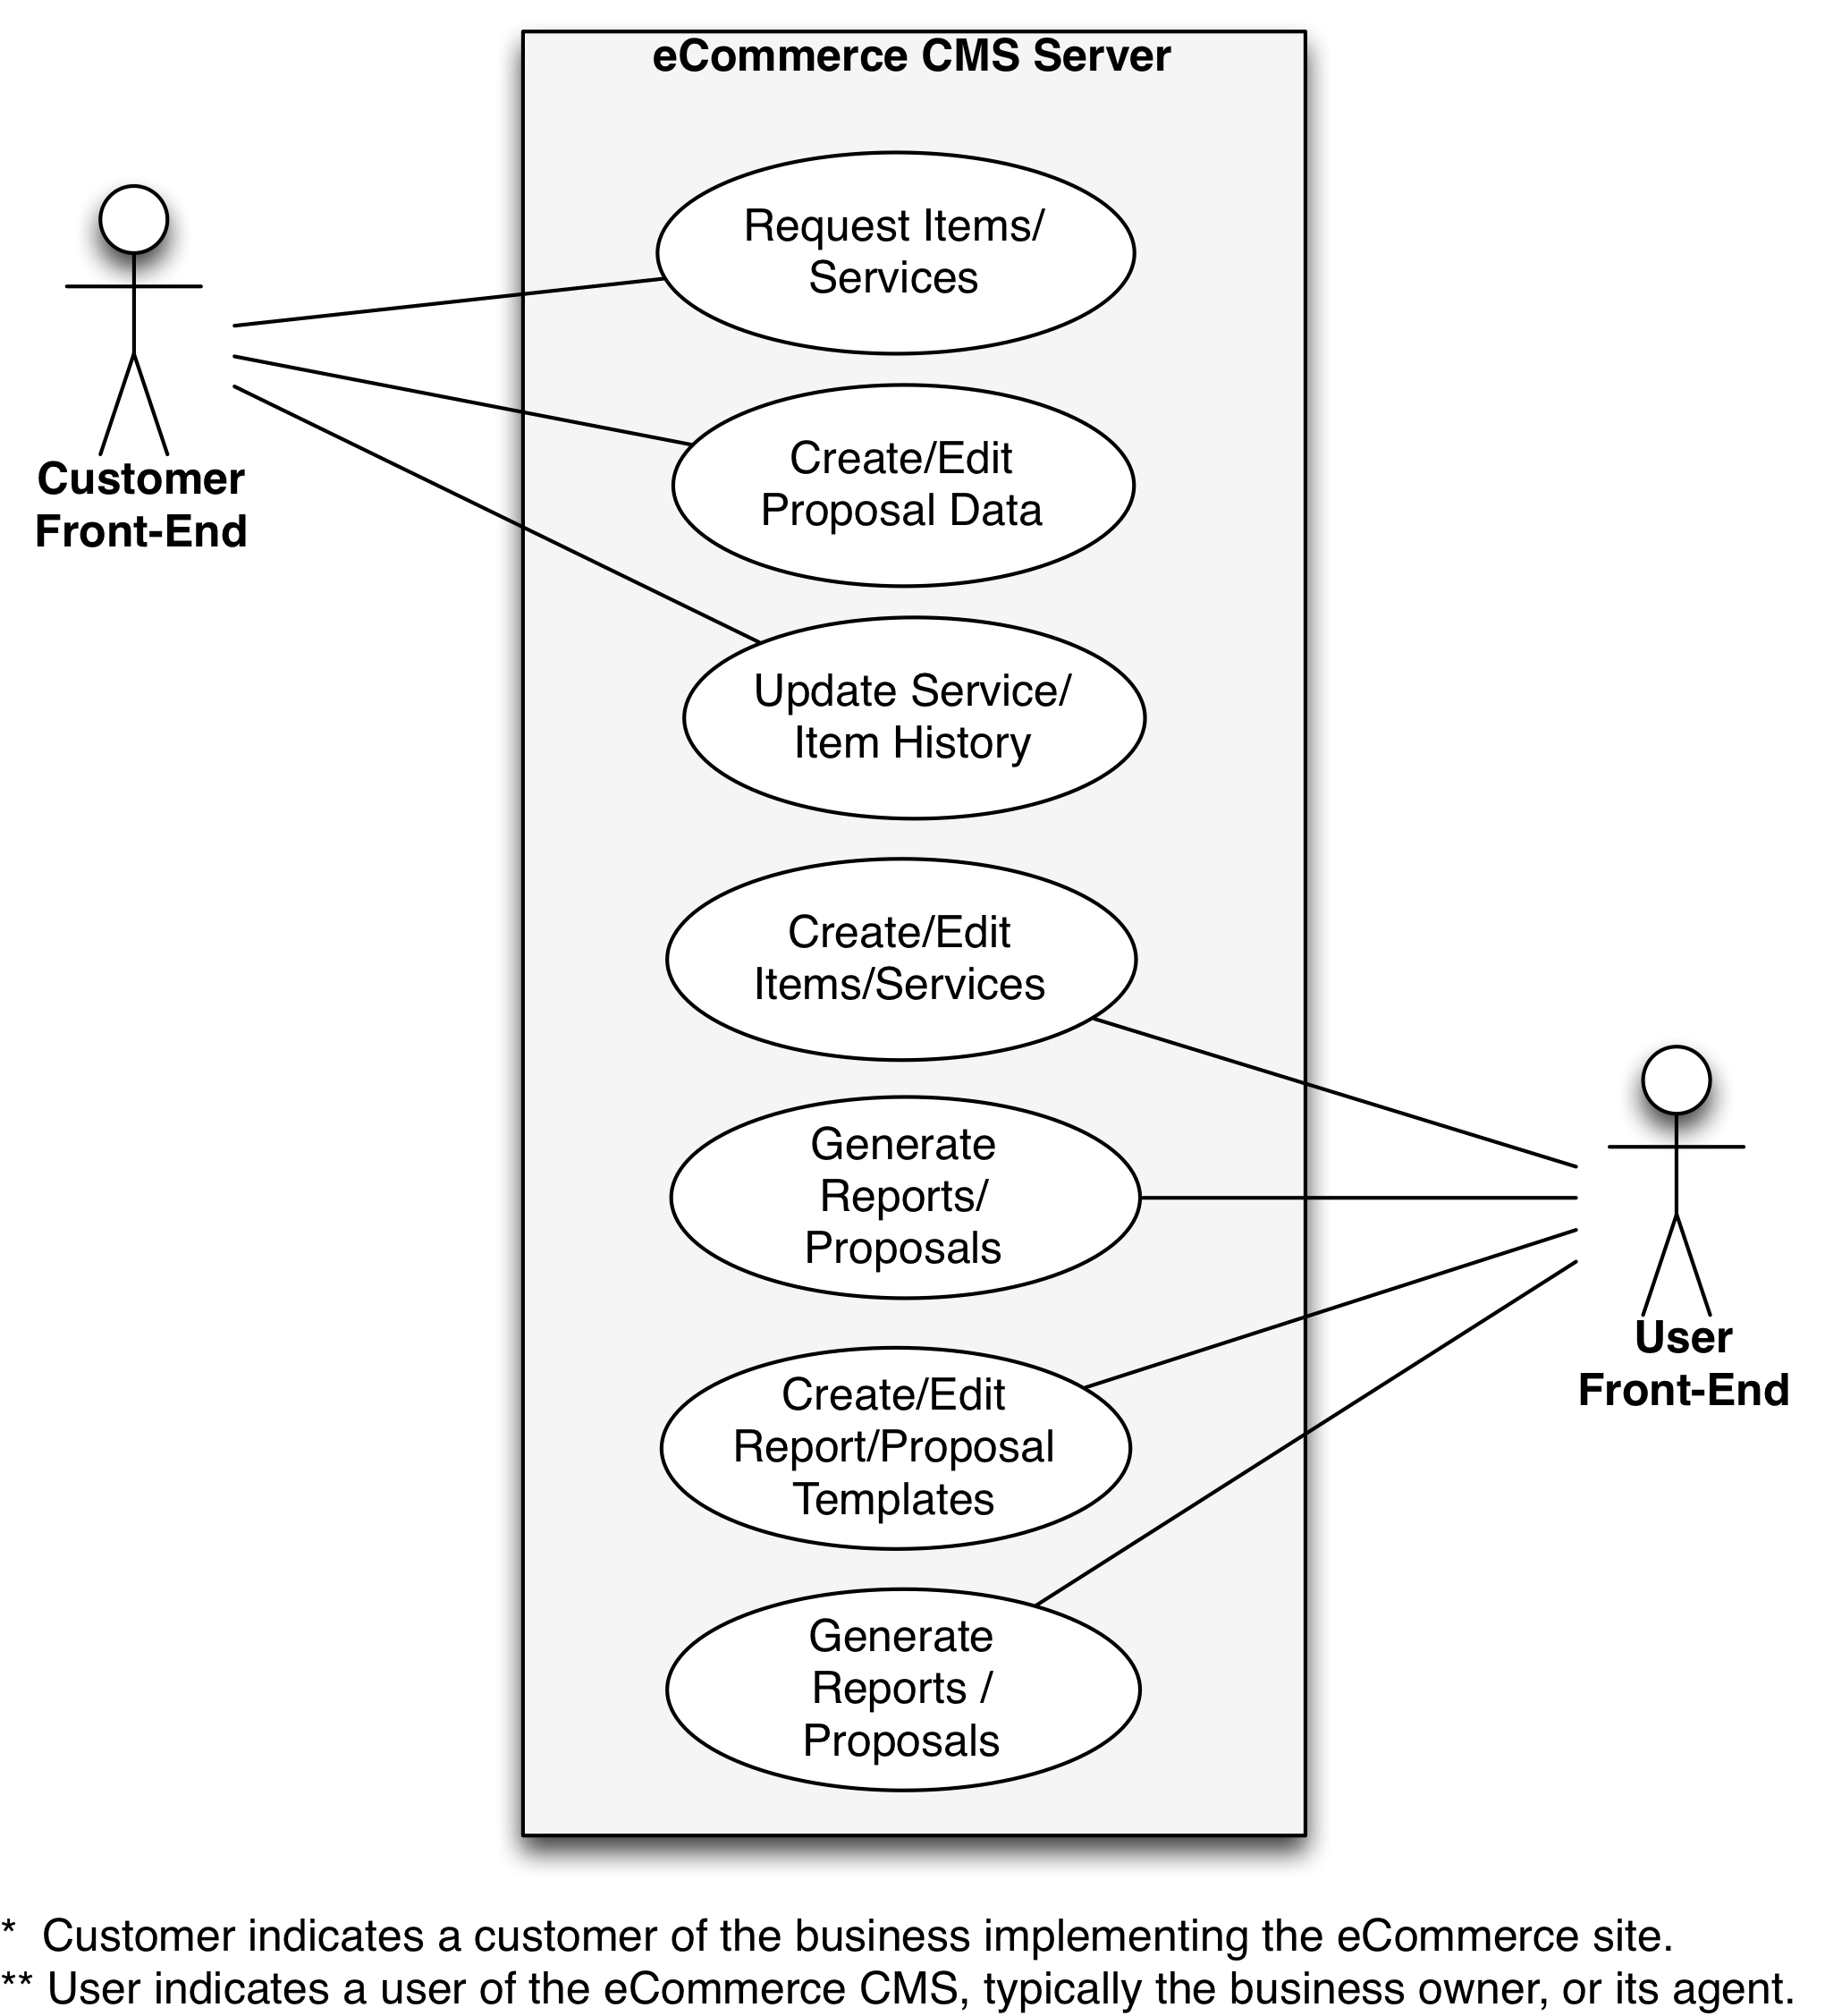 eCommerce CMS Server
Request Items/
Services
Customer
Front-End
Create/Edit
Proposal Data
Update Service/
Item History
Create/Edit
Items/Services
Generate
Reports/
Proposals
User
Front-End
Create/Edit
Report/Proposal
Templates
Generate
Reports /
Proposals
* Customer indicates a customer of the business implementing the eCommerce site.
** User indicates a user of the eCommerce CMS, typically the business owner, or its agent.